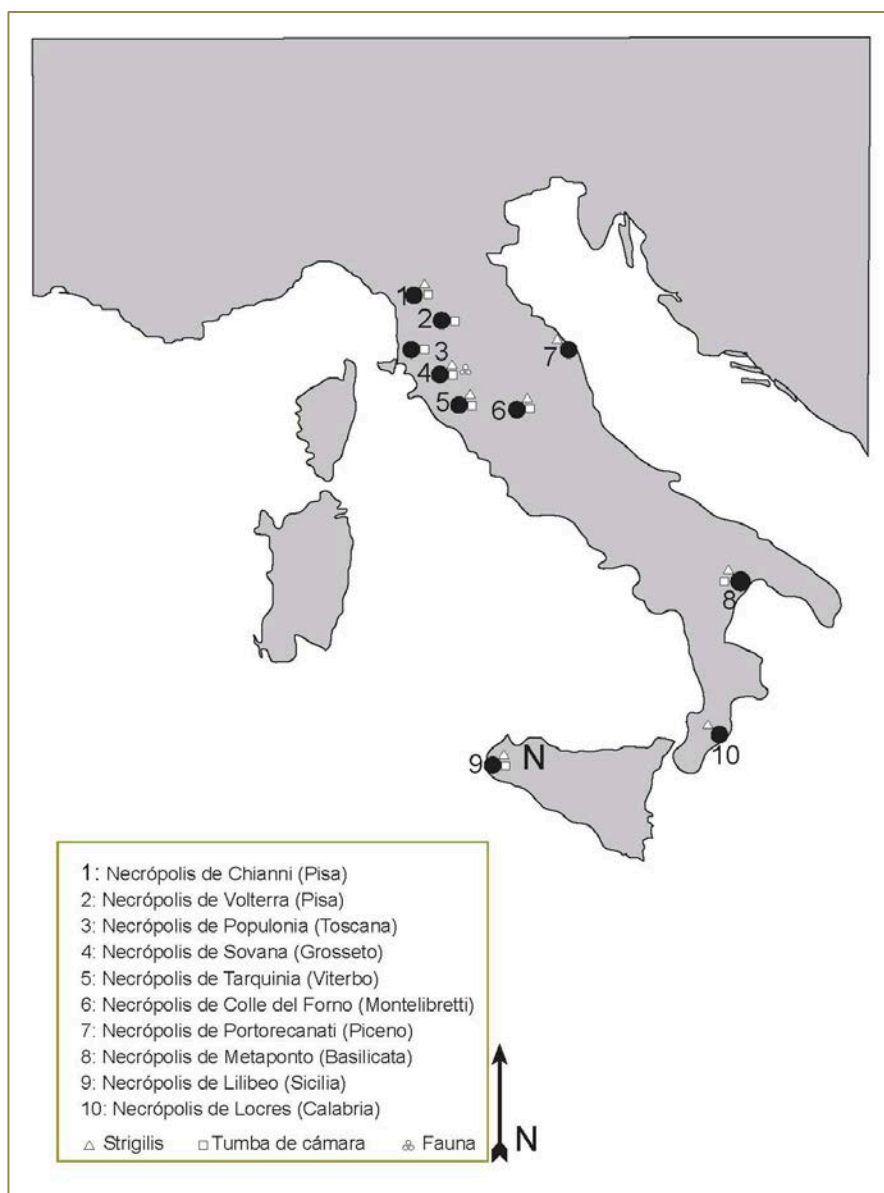 1
2
3
4
5
6
7
8
9
N
10
1: Necrópolis de Chianni (Pisa)
2: Necrópolis de Volterra (Pisa)
3: Necrópolis de Populonia (Toscana)
4: Necrópolis de Sovana (Grosseto)
5: Necrópolis de Tarquinia (Viterbo)
6: Necrópolis de Colle del Forno (Montelibretti)
7: Necrópolis de Portorecanati (Piceno)
8: Necrópolis de Metaponto (Basilicata)
9: Necrópolis de Lilibeo (Sicilia)
10: Necrópolis de Locres (Calabria)
Strigilis Tumba de cámara Fauna
N